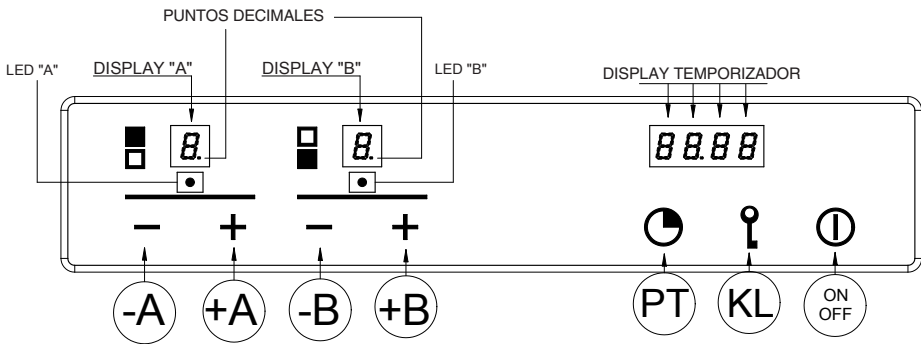 PUNTOS DECIMALES
LED "A"
DISPLAY "A"
DISPLAY "B"
LED "B"
DISPLAY TEMPORIZADOR
8.
8.
88.88
-A
+A
-B
+B
PT
KL
ON
OFF